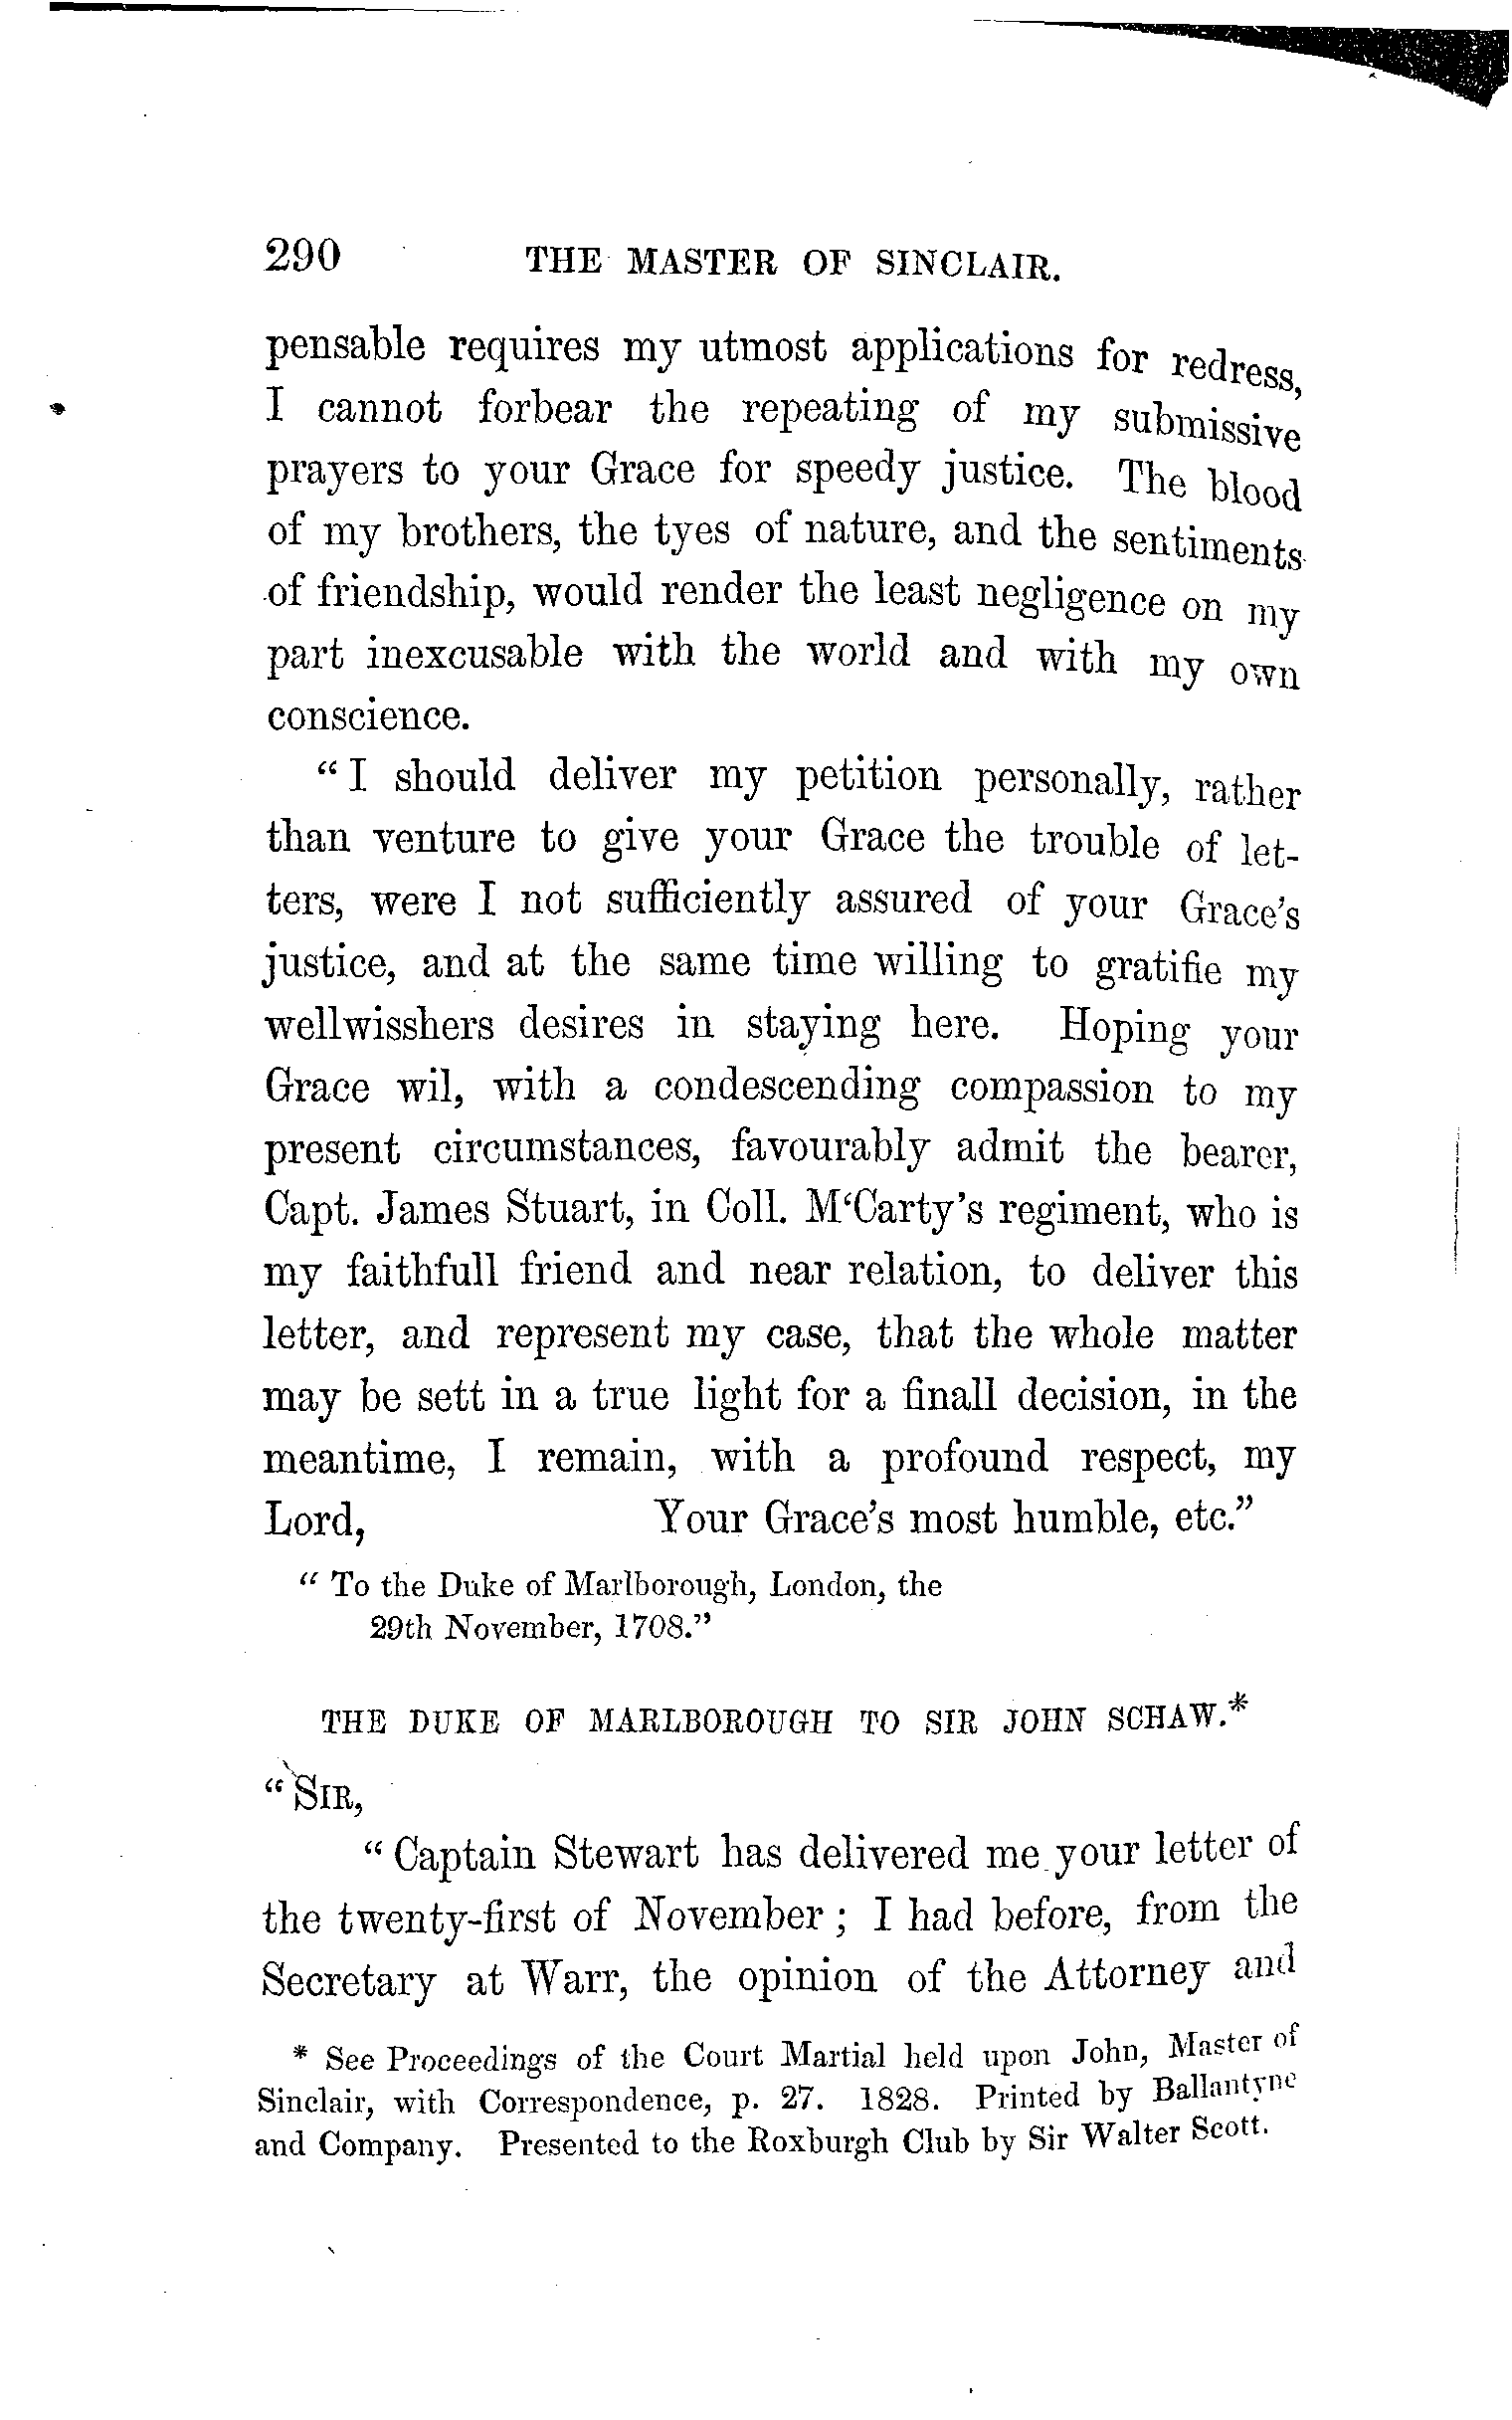 290 THE MASTER OF SINCLAIR.
pensable requires my utmost applications for redress,
I cannot forbear the repeating of my submissive
prayers to your Grace for speedy justice. The blood
of my brothers, the tyes of nature, and the sentiments
of friendship, would render the least negligence on my
part inexcusable with the world and with my own
conscience.
“I should deliver my petition personally, rather
than venture to give your Grace the trouble of let-
ters, were I not sufficiently assured of your Grace's
justice, and at the same time willing to gratifie my
wellwisshers desires in staying here. Hoping your
Grace wil, with a condescending compassion to my
present circumstances, favourably admit the bearer,
Capt. James Stuart, in Coll. M‘Carty's regiment, who is
my faithfull friend and near relation, to deliver this
letter, and represent my case, that the whole matter
may be sett in a true light for a finall decision, in the
meantime, I remain, with a profound respect, my
Lord, Your Grace's most humble, etc.”
“To the Duke of Marlborough, London, the
29th November, 1708.”
THE DUKE OF MARLBOROUGH TO SIR JOHN SCHAW.*
“SIR,
“Captain Stewart has delivered me your letter of
the twenty-first of November; I had before, from the
Secretary at Warr, the opinion of the Attorney and
* See Proceedings of the Court Martial held upon John, Master of
Sinclair, with Correspondence, p. 27. 1828. Printed by Ballantyne
and Company. Presented to the Roxburgh Club by Sir Walter Scott.